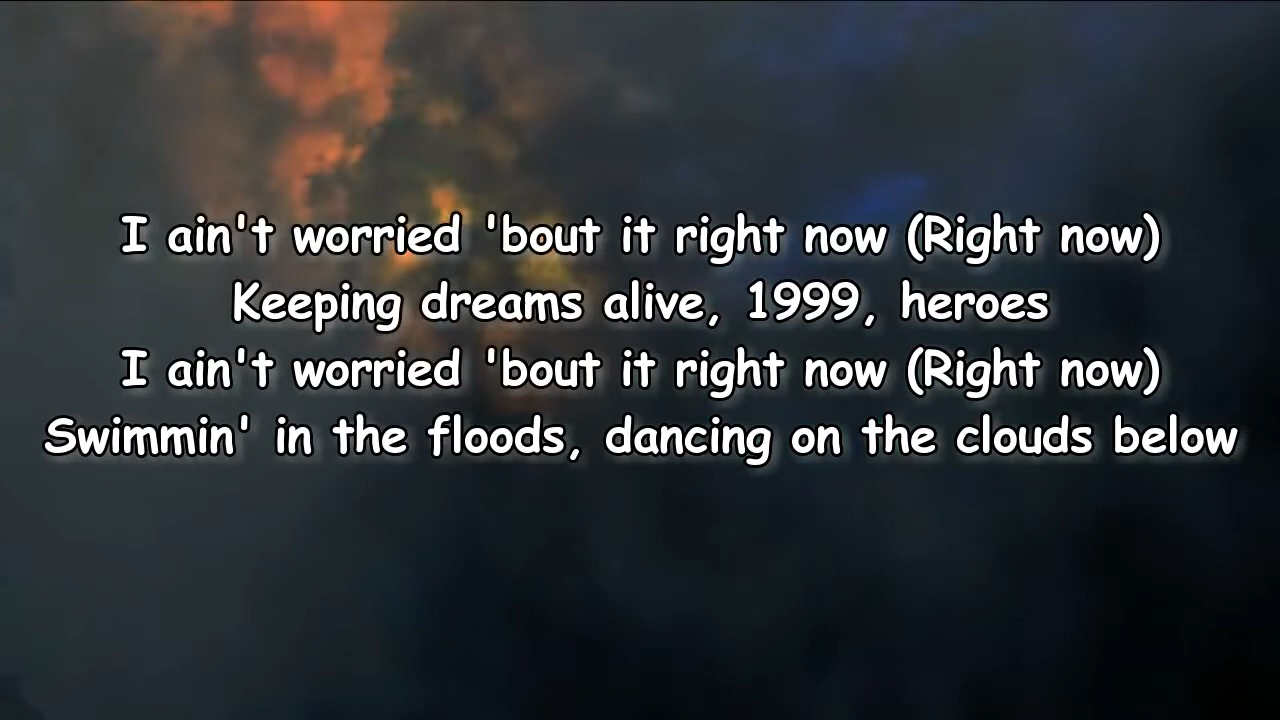 I ain't worried 'bout it right now (Right now)
Keeping dreams alive, 1999, heroes
I ain't worried 'bout it right now (Right now)
Swimmin' in the floods, dancing on the clouds below